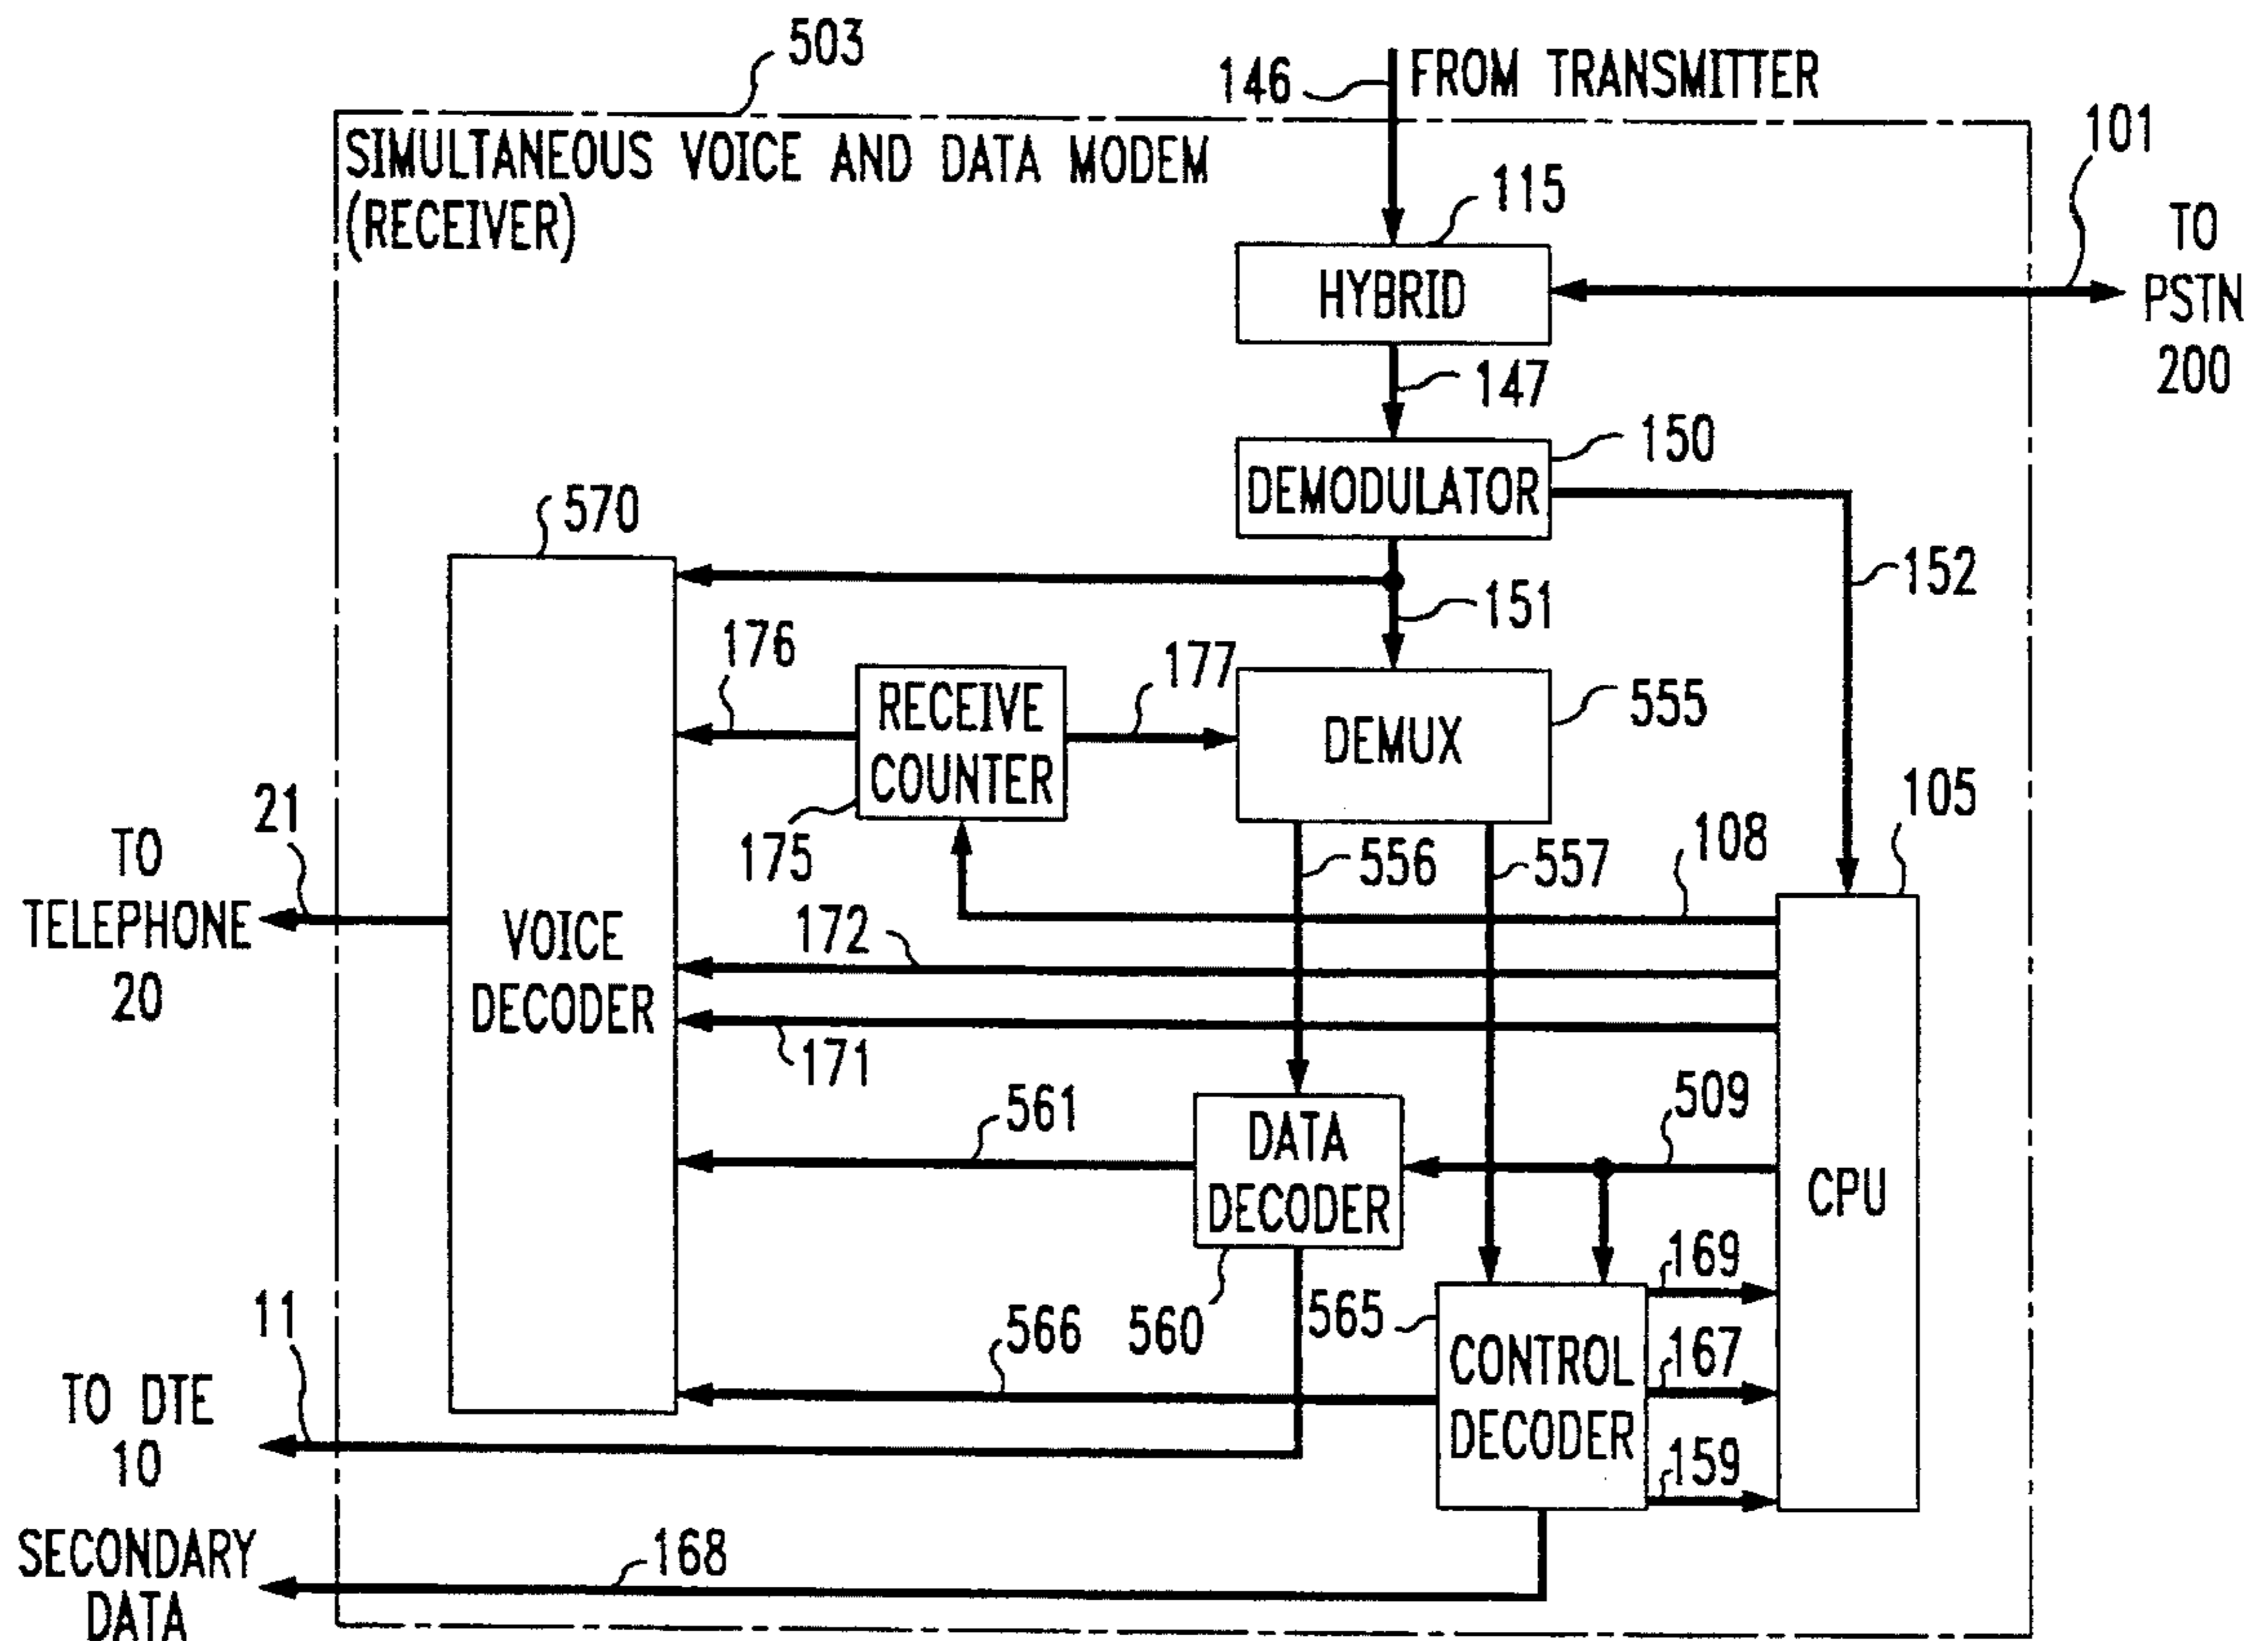 503
146
FROM TRANSMITTER
101
SIMULTANEOUS VOICE AND DATA MODEM
(RECEIVER)
115
TO
PSTN
200
HYBRID
147
150
DEMODULATOR
570
152
151
176
177
RECEIVE
COUNTER
555
DEMUX
105
21
175
556
557
108
TO
TELEPHONE
20
172
VOICE
DECODER
171
509
561
DATA
DECODER
CPU
169
11
566
560
565
167
CONTROL
DECODER
TO DTE
10
159
168
SECONDARY
DATA